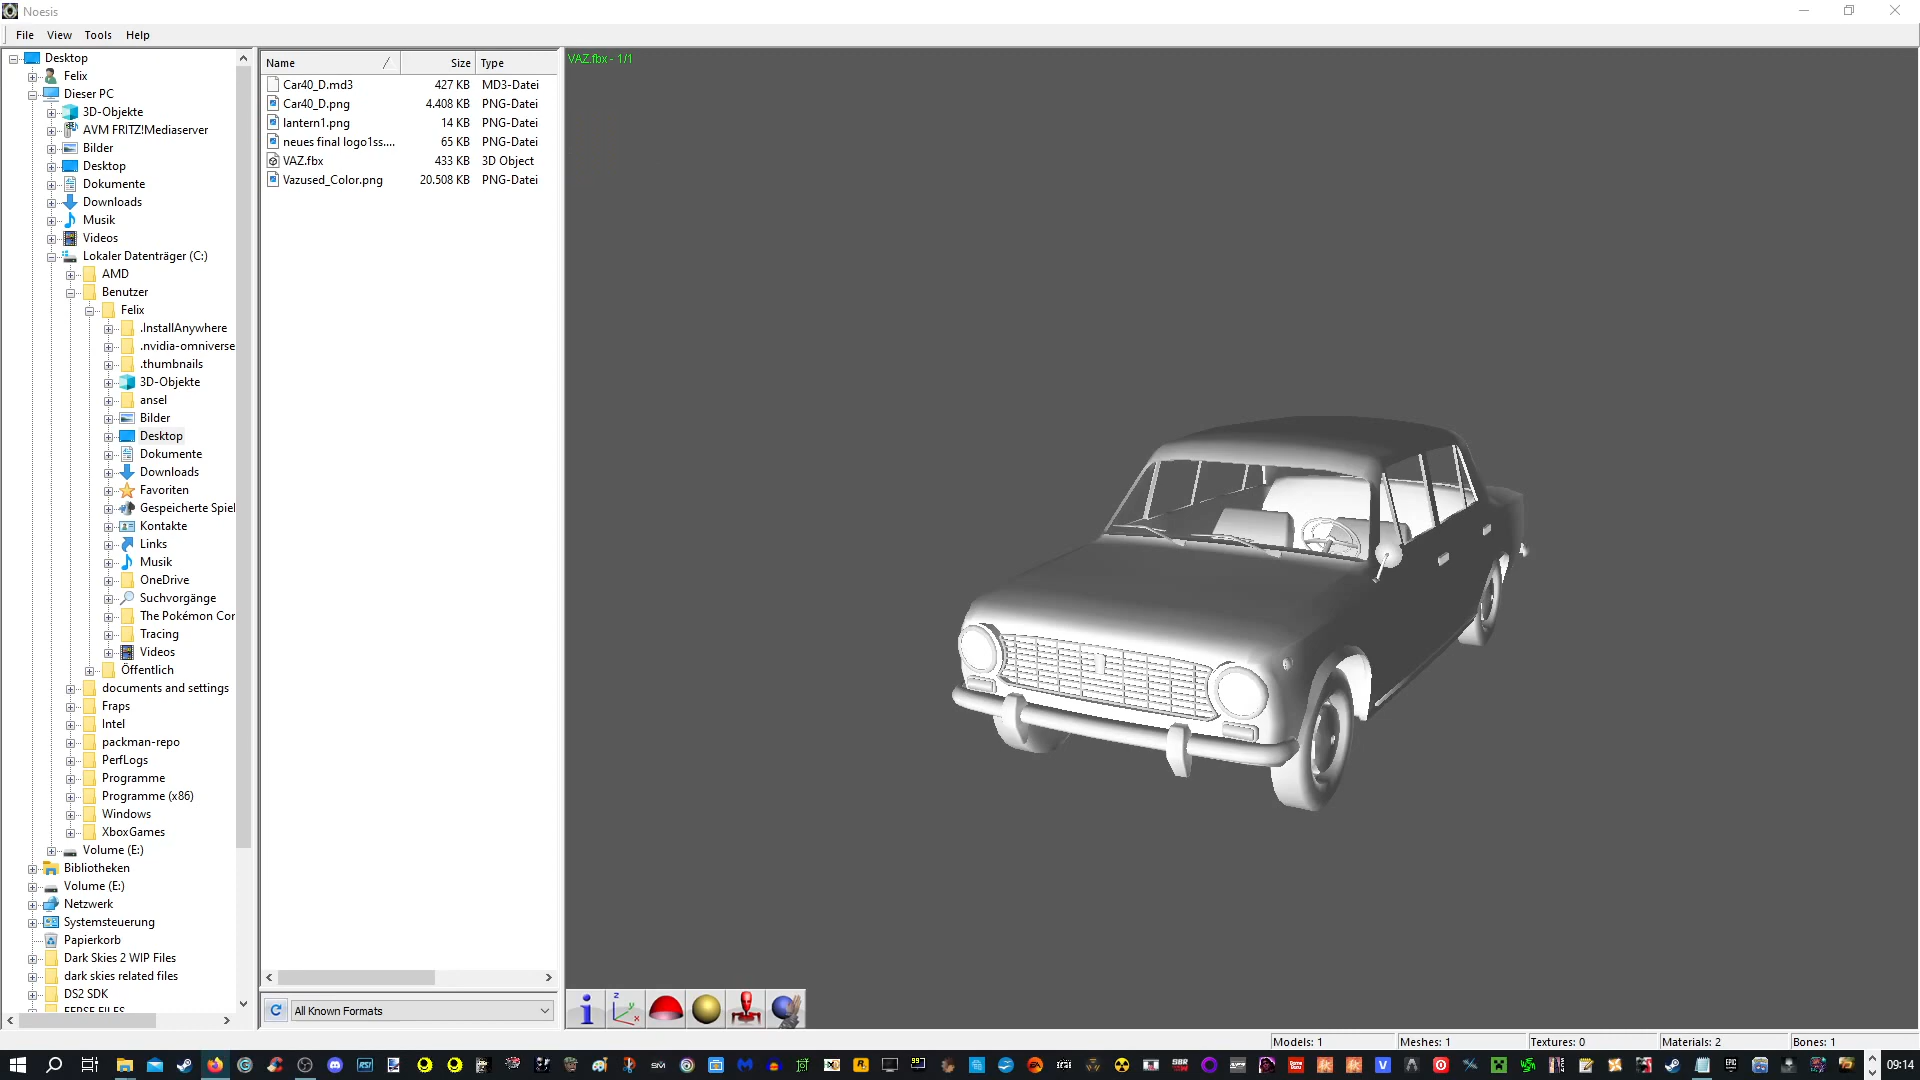 Noesis
File View Tools Help
Desktop
Felix
Dieser PC
3D-Objekte
AVM FRITZ!Mediaserver
Bilder
Desktop
Dokumente
Downloads
Musik
Videos
Lokaler Datenträger (C:)
AMD
Benutzer
Felix
.InstallAnywhere
.nvidia-omniverse
.thumbnails
3D-Objekte
ansel
Bilder
Desktop
Dokumente
Downloads
Favoriten
Gespeicherte Spiel
Kontakte
Links
Musik
OneDrive
Suchvorgänge
The Pokémon Cor
Tracing
Videos
Öffentlich
documents and settings
Fraps
Intel
packman-repo
PerfLogs
Programme
Programme (x86)
Windows
XboxGames
Volume (E:)
Bibliotheken
Volume (E:)
Netzwerk
Systemsteuerung
Papierkorb
Dark Skies 2 WIP Files
dark skies related files
DS2 SDK
Name Size Type
Car40_D.md3 427 KB MD3-Datei
Car40_D.png 4.408 KB PNG-Datei
lantern1.png 14 KB PNG-Datei
neues final logo1ss.... 65 KB PNG-Datei
VAZ.fbx 433 KB 3D Object
Vazused_Color.png 20.508 KB PNG-Datei
All Known Formats
VAZ.fbx - 1/1
Models: 1 Meshes: 1 Textures: 0 Materials: 2 Bones: 1
09:14